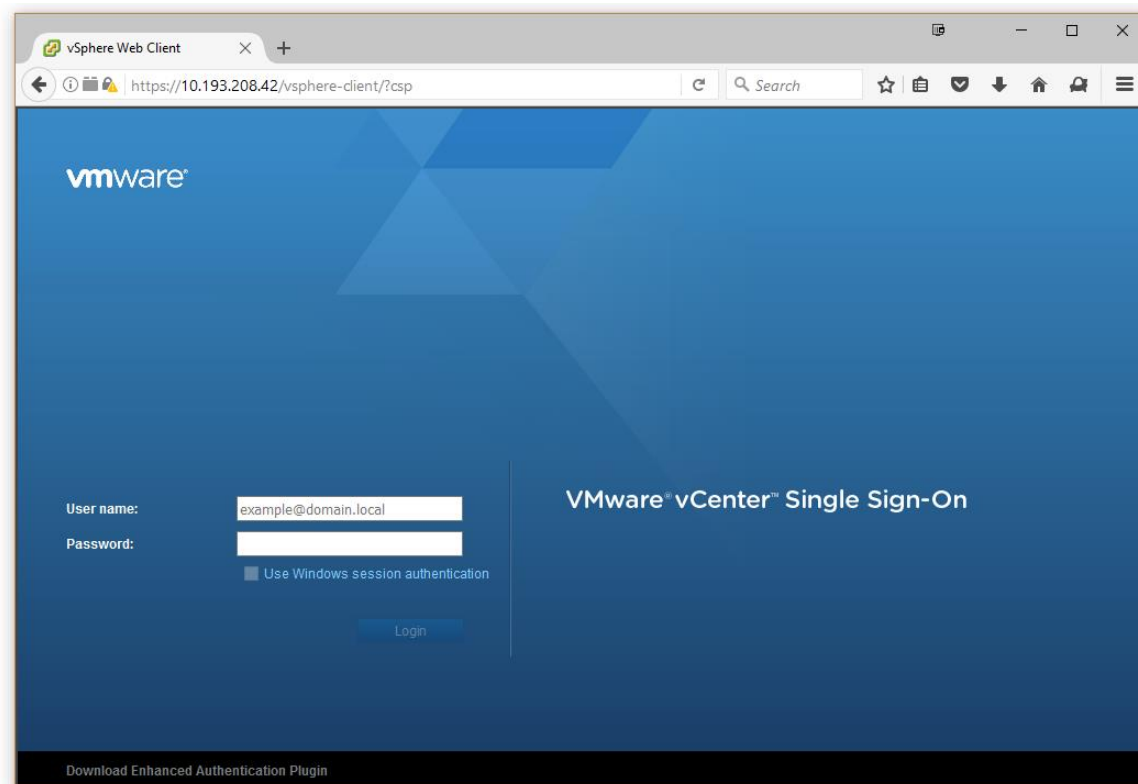 vSphere Web Client
https://10.193.208.42/vsphere-client/?csp
Search
vmware®
User name:
example@domain.local
Password:
Use Windows session authentication
Login
VMware® vCenter™ Single Sign-On
Download Enhanced Authentication Plugin